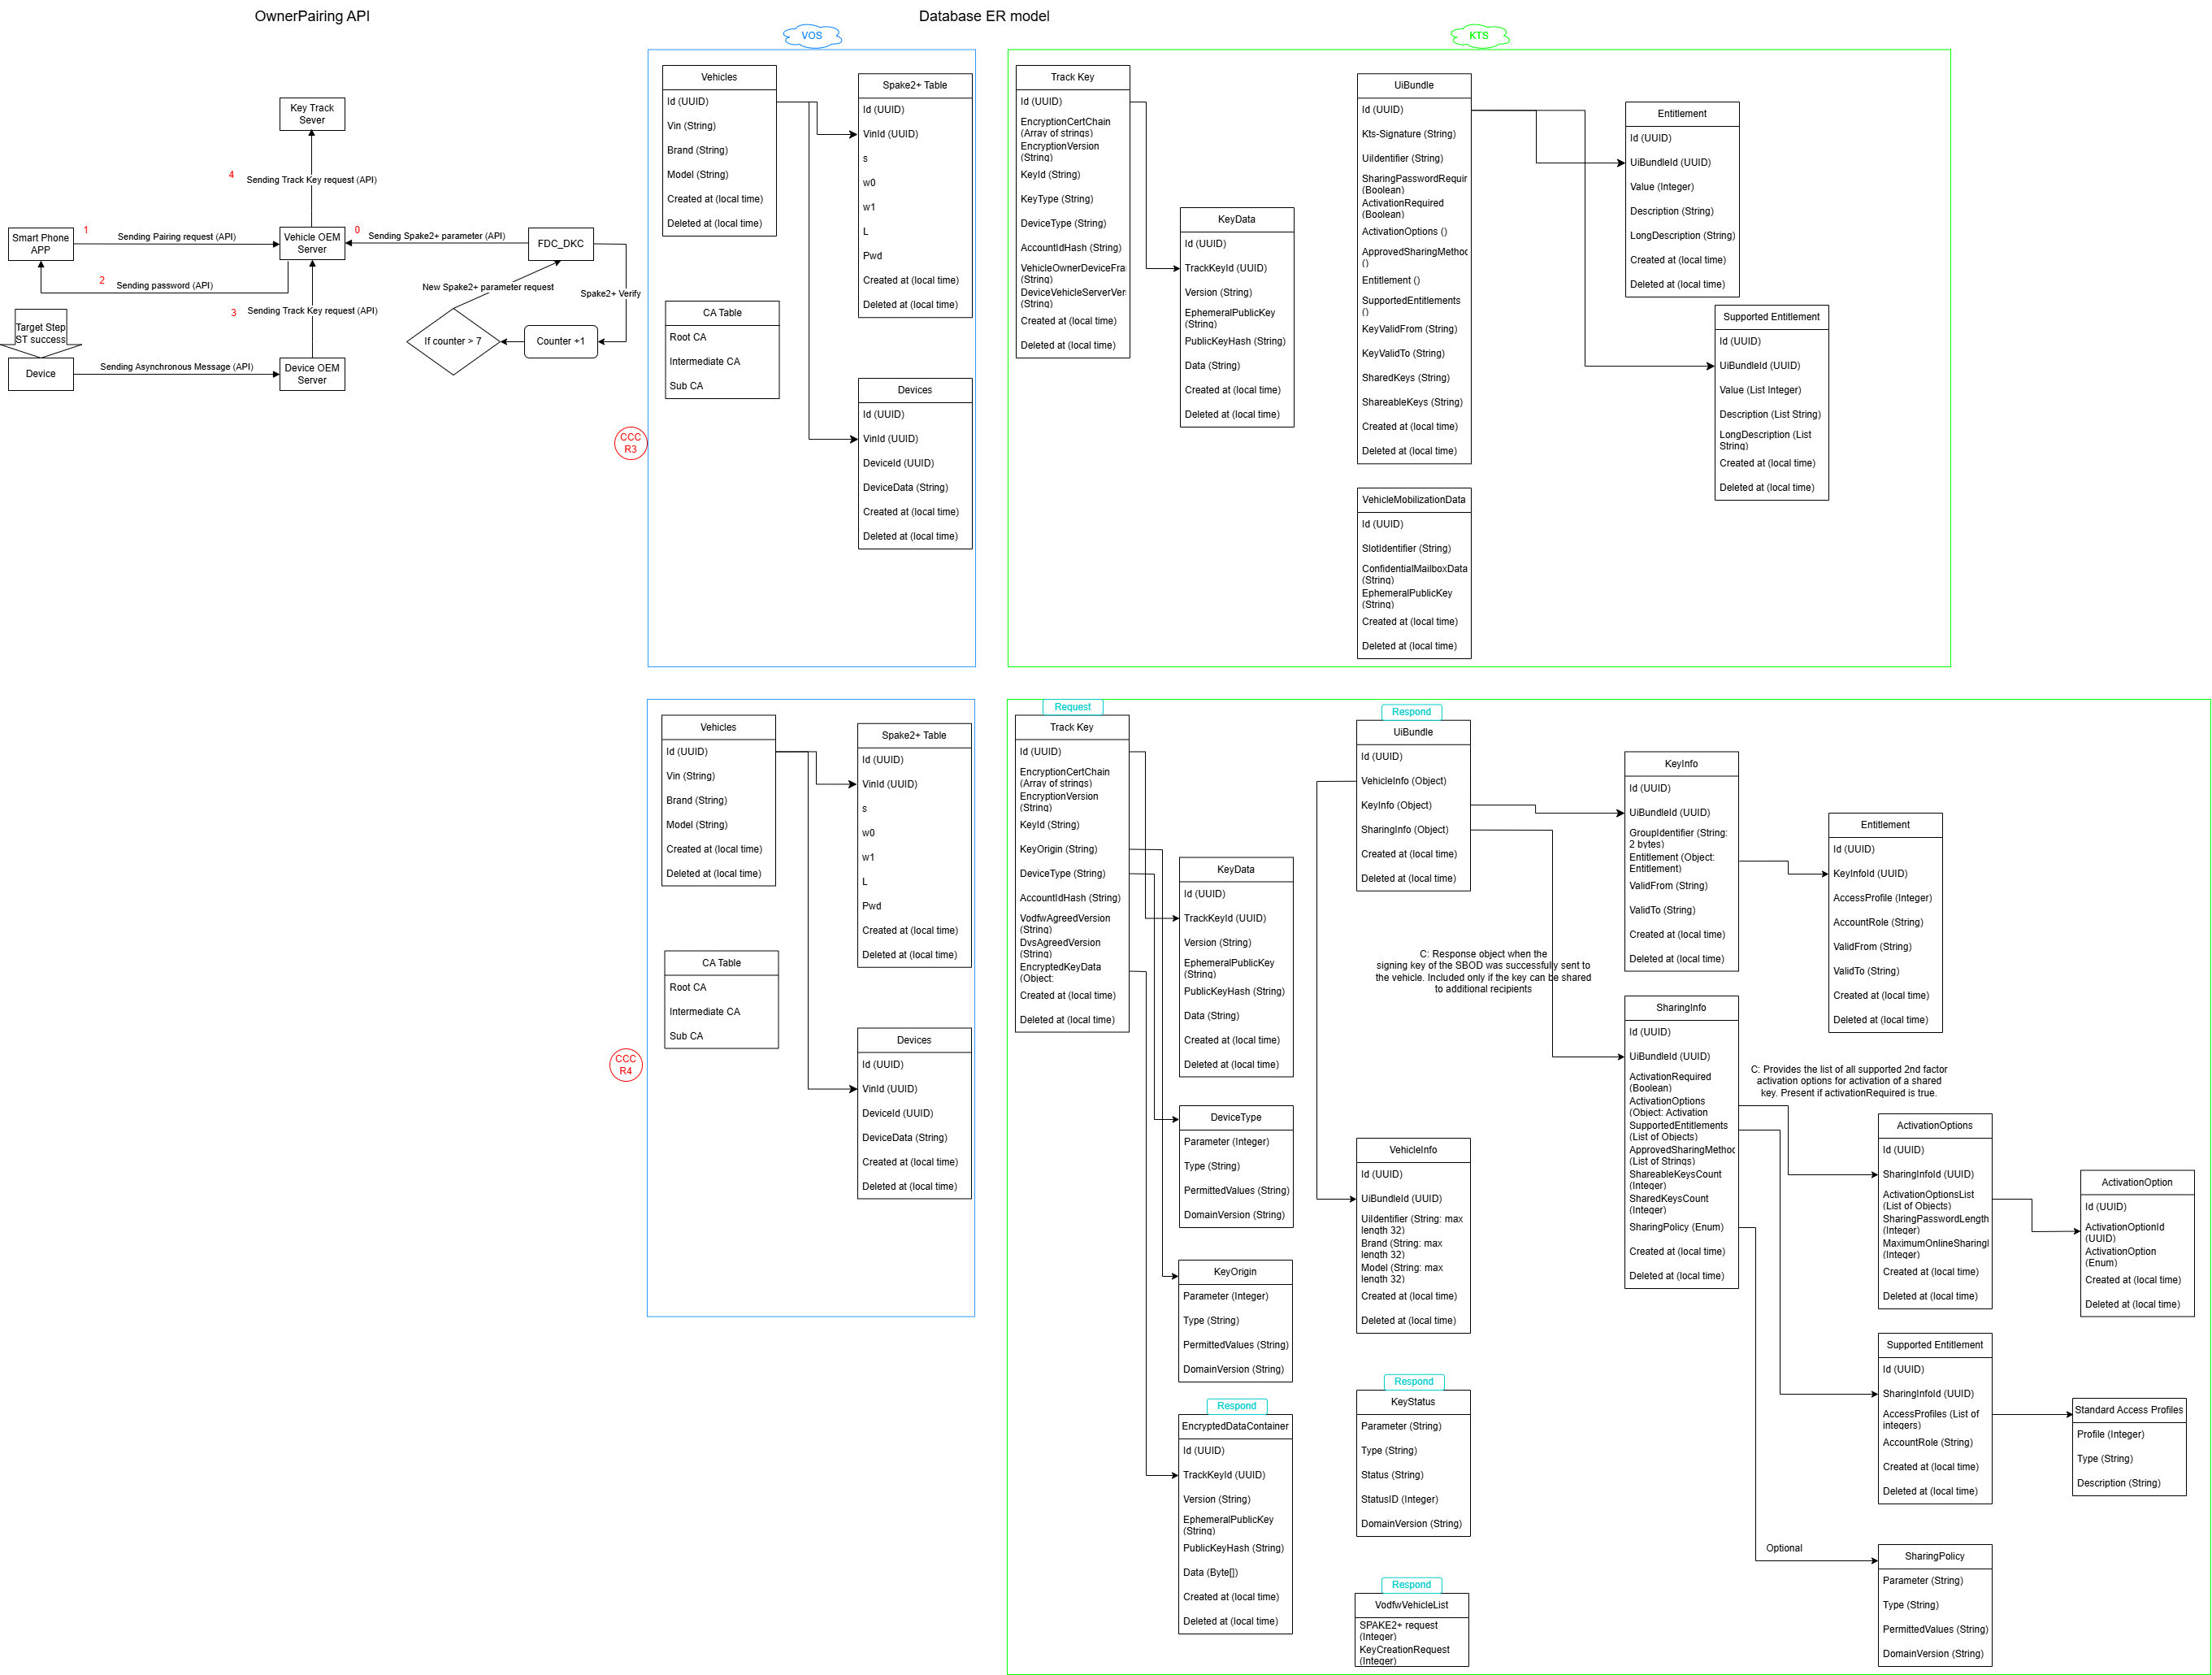 OwnerPairing API
Database ER model
VOS
KTS
Key Track
Sever
4
Sending Track Key request (API)
Smart Phone
APP
1
Sending Pairing request (API)
Vehicle OEM
Server
0
Sending Spake2+ parameter (API)
FDC_DKC
2
Sending password (API)
New Spake2+ parameter request
Spake2+ Verify
3
Sending Track Key request (API)
Target Step
ST success
If counter > 7
Counter +1
Device
Sending Asynchronous Message (API)
Device OEM
Server
CCC
R3
Vehicles
Id (UUID)
Vin (String)
Brand (String)
Model (String)
Created at (local time)
Deleted at (local time)
Spake2+ Table
Id (UUID)
VinId (UUID)
s
w0
w1
L
Pwd
Created at (local time)
Deleted at (local time)
CA Table
Root CA
Intermediate CA
Sub CA
Devices
Id (UUID)
VinId (UUID)
DeviceId (UUID)
DeviceData (String)
Created at (local time)
Deleted at (local time)
Track Key
Id (UUID)
EncryptionCertChain
(Array of strings)
EncryptionVersion
(String)
KeyId (String)
KeyType (String)
DeviceType (String)
AccountIdHash (String)
VehicleOwnerDeviceFra
(String)
DeviceVehicleServerVer
(String)
Created at (local time)
Deleted at (local time)
KeyData
Id (UUID)
TrackKeyId (UUID)
Version (String)
EphemeralPublicKey
(String)
PublicKeyHash (String)
Data (String)
Created at (local time)
Deleted at (local time)
UiBundle
Id (UUID)
Kts-Signature (String)
UiIdentifier (String)
SharingPasswordRequir
(Boolean)
ActivationRequired
(Boolean)
ActivationOptions ()
ApprovedSharingMethod
()
Entitlement ()
SupportedEntitlements
()
KeyValidFrom (String)
KeyValidTo (String)
SharedKeys (String)
ShareableKeys (String)
Created at (local time)
Deleted at (local time)
Entitlement
Id (UUID)
UiBundleId (UUID)
Value (Integer)
Description (String)
LongDescription (String)
Created at (local time)
Deleted at (local time)
Supported Entitlement
Id (UUID)
UiBundleId (UUID)
Value (List Integer)
Description (List String)
LongDescription (List
String)
Created at (local time)
Deleted at (local time)
VehicleMobilizationData
Id (UUID)
SlotIdentifier (String)
ConfidentialMailboxData
(String)
EphemeralPublicKey
(String)
Created at (local time)
Deleted at (local time)
CCC
R4
Vehicles
Id (UUID)
Vin (String)
Brand (String)
Model (String)
Created at (local time)
Deleted at (local time)
Spake2+ Table
Id (UUID)
VinId (UUID)
s
w0
w1
L
Pwd
Created at (local time)
Deleted at (local time)
CA Table
Root CA
Intermediate CA
Sub CA
Devices
Id (UUID)
VinId (UUID)
DeviceId (UUID)
DeviceData (String)
Created at (local time)
Deleted at (local time)
Request
Track Key
Id (UUID)
EncryptionCertChain
(Array of strings)
EncryptionVersion
(String)
KeyId (String)
KeyOrigin (String)
DeviceType (String)
AccountIdHash (String)
VodfwAgreedVersion
(String)
DvsAgreedVersion
(String)
EncryptedKeyData
(Object:
Created at (local time)
Deleted at (local time)
KeyData
Id (UUID)
TrackKeyId (UUID)
Version (String)
EphemeralPublicKey
(String)
PublicKeyHash (String)
Data (String)
Created at (local time)
Deleted at (local time)
DeviceType
Parameter (Integer)
Type (String)
PermittedValues (String)
DomainVersion (String)
KeyOrigin
Parameter (Integer)
Type (String)
PermittedValues (String)
DomainVersion (String)
Respond
EncryptedDataContainer
Id (UUID)
TrackKeyId (UUID)
Version (String)
EphemeralPublicKey
(String)
PublicKeyHash (String)
Data (Byte[])
Created at (local time)
Deleted at (local time)
Respond
UiBundle
Id (UUID)
VehicleInfo (Object)
KeyInfo (Object)
SharingInfo (Object)
Created at (local time)
Deleted at (local time)
C: Response object when the
signing key of the SBOD was successfully sent to
the vehicle. Included only if the key can be shared
to additional recipients
VehicleInfo
Id (UUID)
UiBundleId (UUID)
UiIdentifier (String: max
length 32)
Brand (String: max
length 32)
Model (String: max
length 32)
Created at (local time)
Deleted at (local time)
Respond
KeyStatus
Parameter (String)
Type (String)
Status (String)
StatusID (Integer)
DomainVersion (String)
Respond
VodfwVehicleList
SPAKE2+ request
(Integer)
KeyCreationRequest
(Integer)
KeyInfo
Id (UUID)
UiBundleId (UUID)
GroupIdentifier (String:
2 bytes)
Entitlement (Object:
Entitlement)
ValidFrom (String)
ValidTo (String)
Created at (local time)
Deleted at (local time)
Entitlement
Id (UUID)
KeyInfoId (UUID)
AccessProfile (Integer)
AccountRole (String)
ValidFrom (String)
ValidTo (String)
Created at (local time)
Deleted at (local time)
SharingInfo
Id (UUID)
UiBundleId (UUID)
ActivationRequired
(Boolean)
ActivationOptions
(Object: Activation
SupportedEntitlements
(List of Objects)
ApprovedSharingMethod
(List of Strings)
ShareableKeysCount
(Integer)
SharedKeysCount
(Integer)
SharingPolicy (Enum)
Created at (local time)
Deleted at (local time)
C: Provides the list of all supported 2nd factor
activation options for activation of a shared
key. Present if activationRequired is true.
ActivationOptions
Id (UUID)
SharingInfoId (UUID)
ActivationOptionsList
(List of Objects)
SharingPasswordLength
(Integer)
MaximumOnlineSharingI
(Integer)
Created at (local time)
Deleted at (local time)
ActivationOption
Id (UUID)
ActivationOptionId
(UUID)
ActivationOption
(Enum)
Created at (local time)
Deleted at (local time)
Supported Entitlement
Id (UUID)
SharingInfoId (UUID)
AccessProfiles (List of
integers)
AccountRole (String)
Created at (local time)
Deleted at (local time)
Standard Access Profiles
Profile (Integer)
Type (String)
Description (String)
Optional
SharingPolicy
Parameter (String)
Type (String)
PermittedValues (String)
DomainVersion (String)